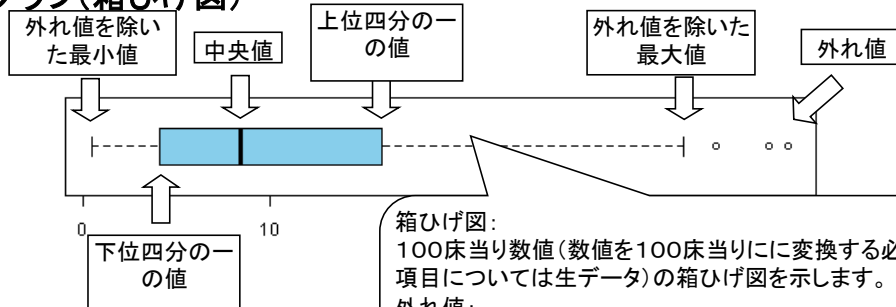 外れ値を除い
た最小値
中央値
上位四分の一
の値
外れ値を除いた
最大値
外れ値
0
10
下位四分の一
の値
箱ひげ図:
100床当り数値(数値を100床当りにに変換する必
項目については生データ)の箱ひげ図を示します。